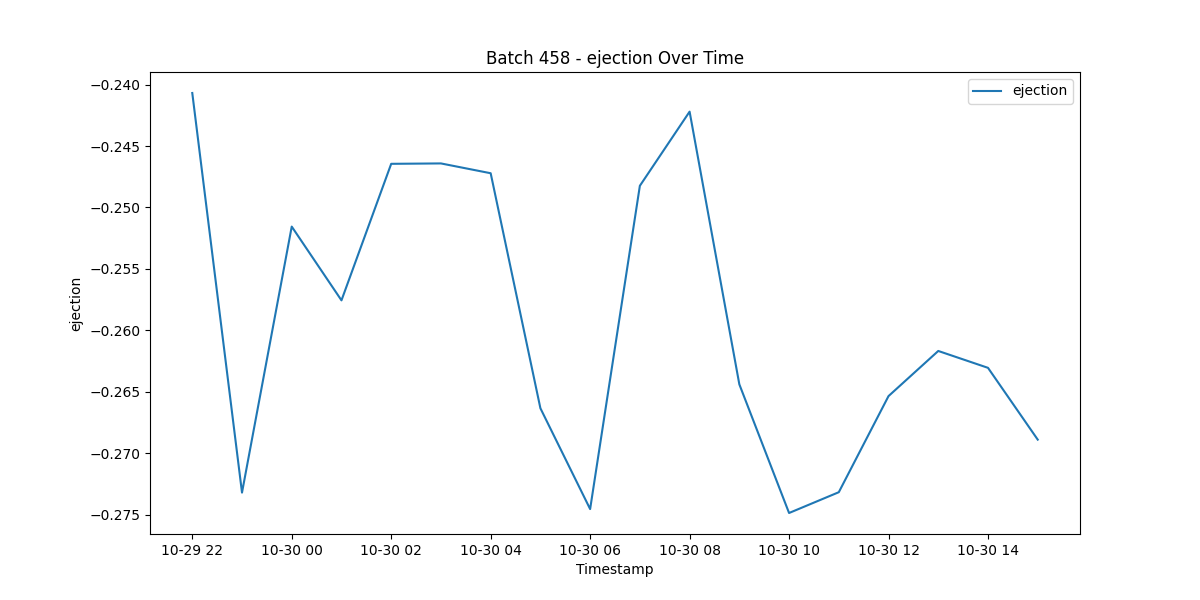 Batch 458 - ejection Over Time
ejection
−0.240
−0.245
−0.250
−0.255
−0.260
−0.265
−0.270
−0.275
ejection
10-29 22 10-30 00 10-30 02 10-30 04 10-30 06 10-30 08 10-30 10 10-30 12 10-30 14
Timestamp